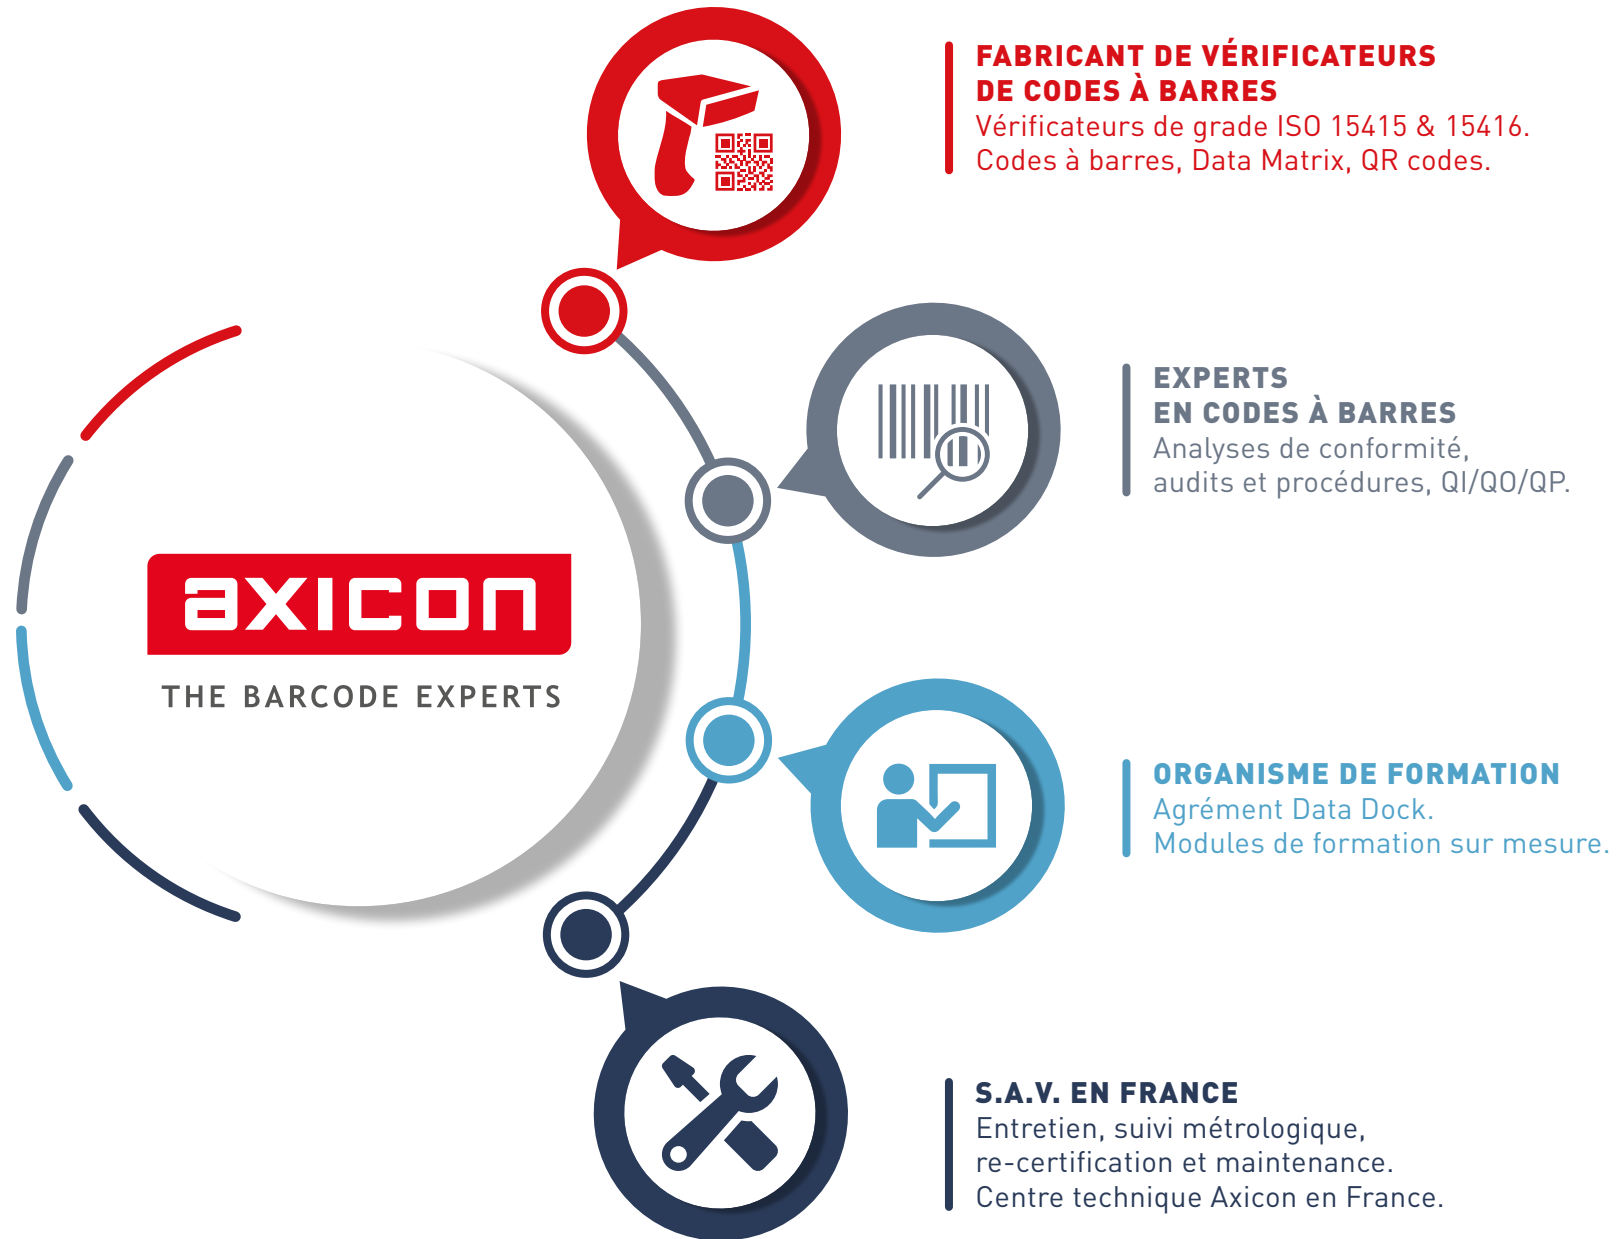 FABRICANT DE VÉRIFICATEURS
DE CODES À BARRES
Vérificateurs de grade ISO 15415 & 15416.
Codes à barres, Data Matrix, QR codes.
EXPERTS
EN CODES À BARRES
Analyses de conformité,
audits et procédures, QI/QO/QP.
axicon
THE BARCODE EXPERTS
ORGANISME DE FORMATION
Agrément Data Dock.
Modules de formation sur mesure.
S.A.V. EN FRANCE
Entretien, suivi métrologique,
re-certification et maintenance.
Centre technique Axicon en France.